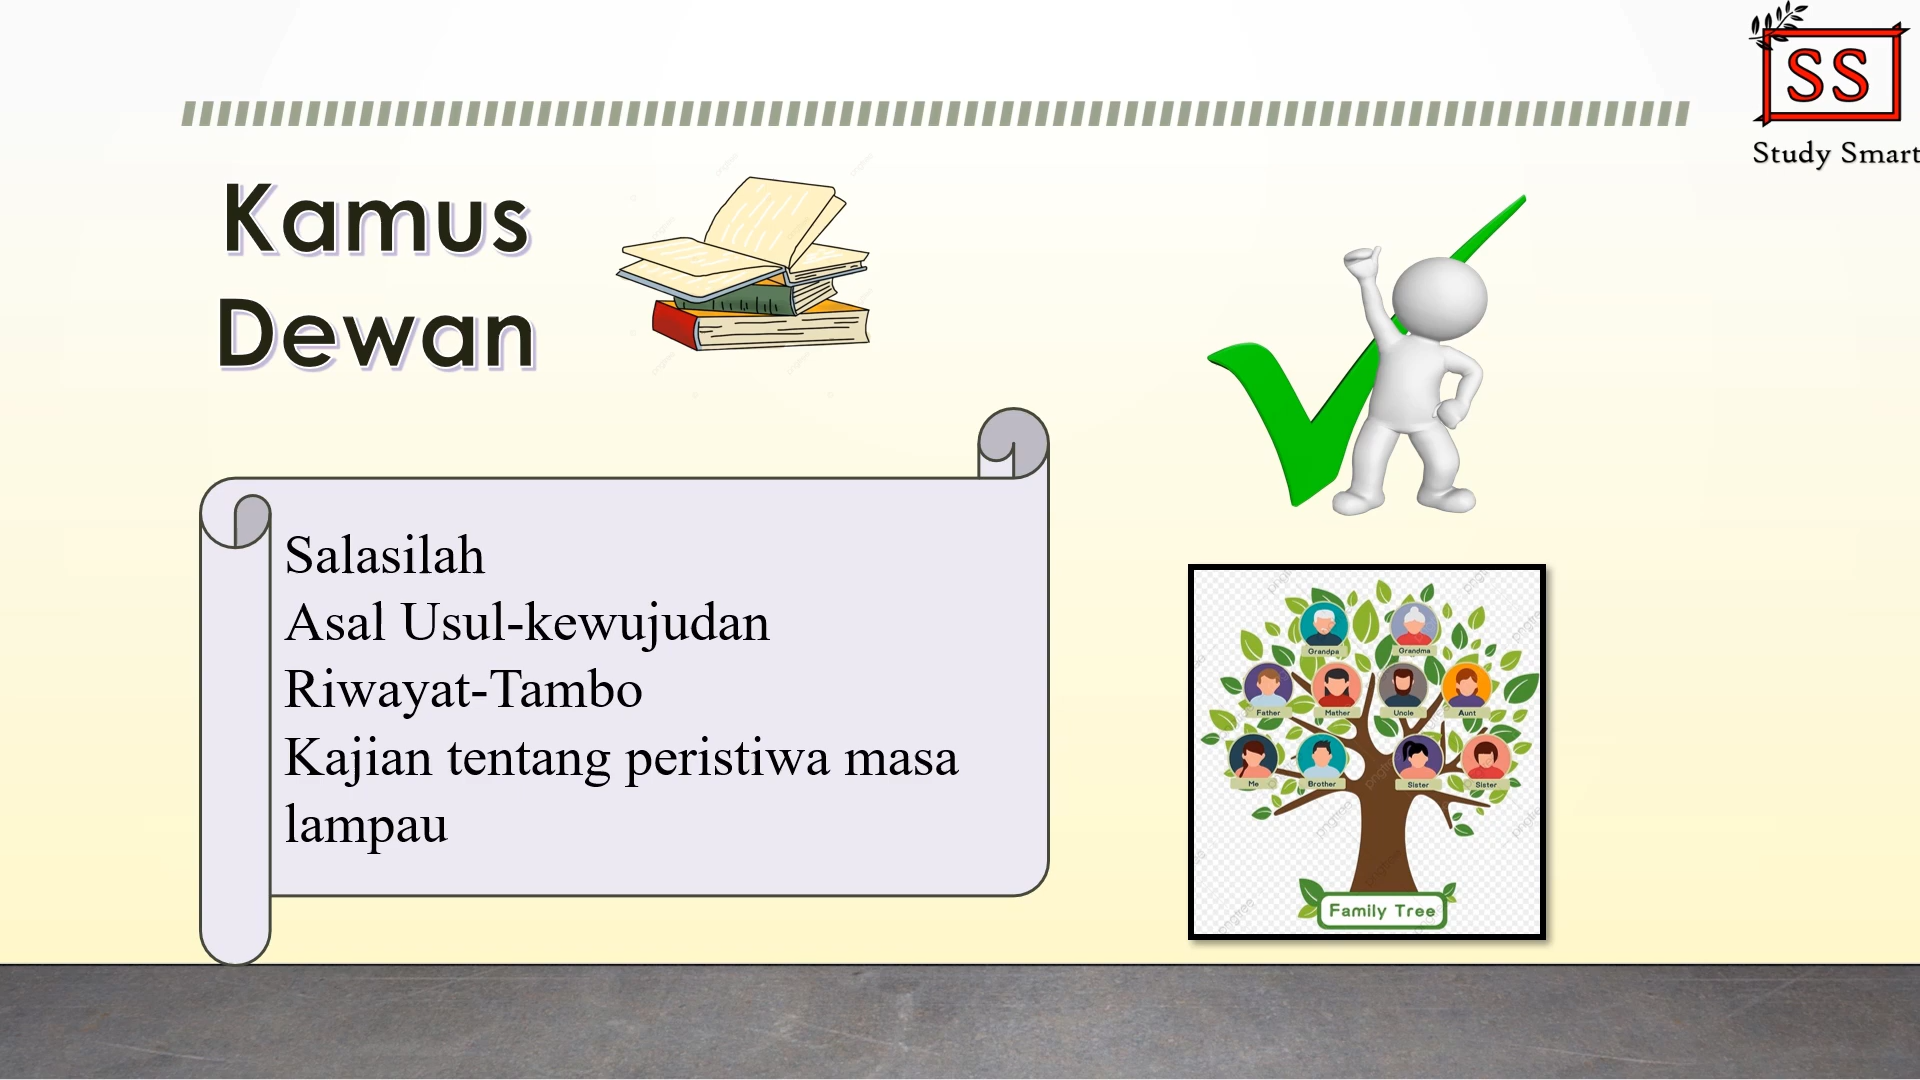 SS
Study Smart
Kamus
Dewan
Salasilah
Asal Usul-kewujudan
Riwayat-Tambo
Kajian tentang peristiwa masa
lampau
Grandpa Grandma
Father Mather Uncle Aunt
Me Brother Sister Sister
Family Tree